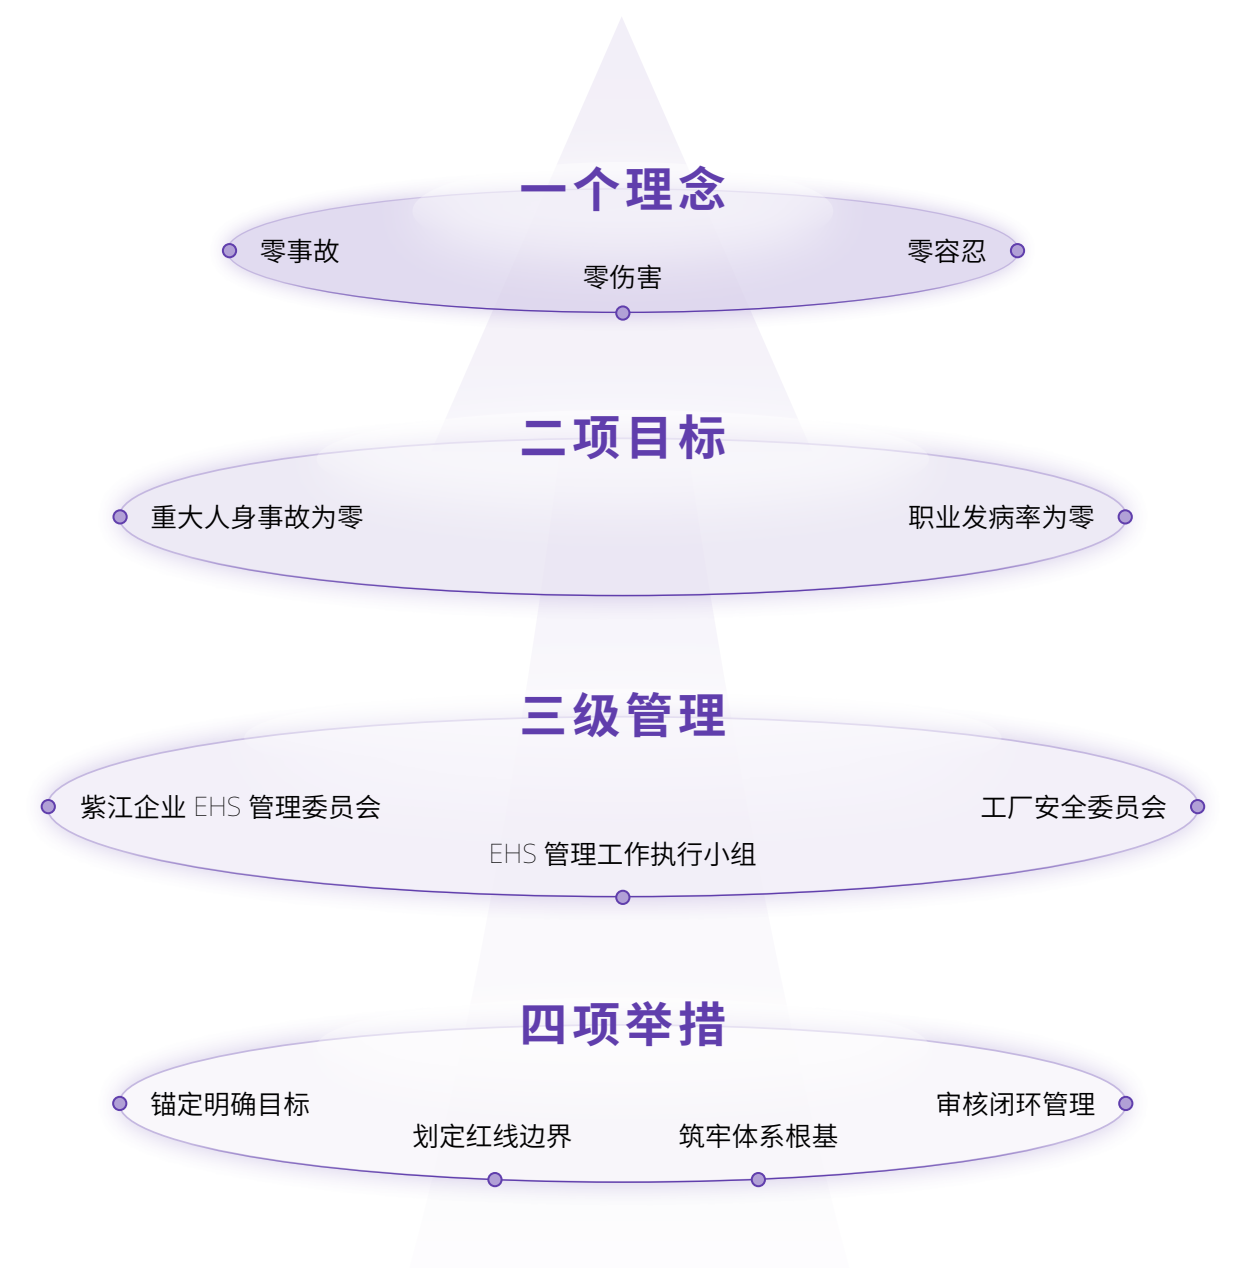 一个理念
零事故
零伤害
零容忍
二项目标
重大人身事故为零
职业发病率为零
三级管理
紫江企业 EHS 管理委员会
EHS 管理工作执行小组
工厂安全委员会
四项举措
锚定明确目标
划定红线边界
筑牢体系根基
审核闭环管理